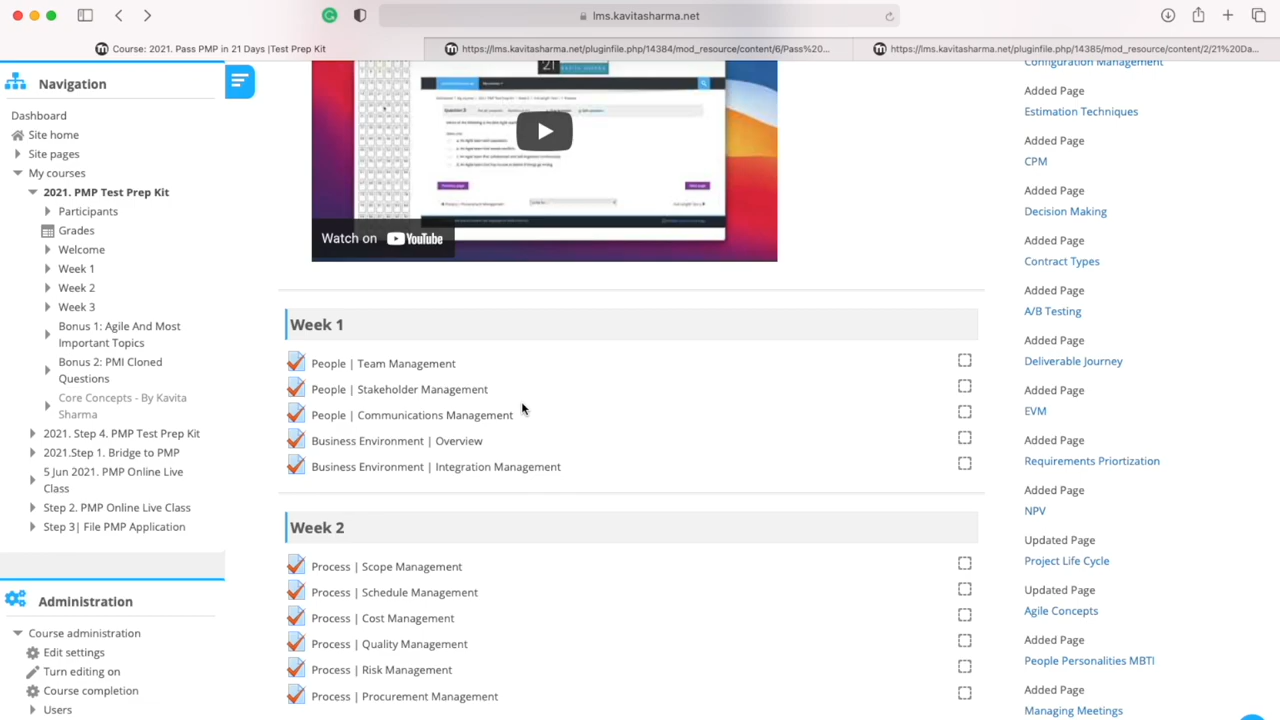 lms.kavitasharma.net
Course: 2021. Pass PMP in 21 Days |Test Prep Kit
https://lms.kavitasharma.net/pluginfile.php/14384/mod_resource/content/6/Pass%20...
https://lms.kavitasharma.net/pluginfile.php/14385/mod_resource/content/2/21%20Da...
Navigation
Dashboard
Site home
Site pages
My courses
2021. PMP Test Prep Kit
Participants
Grades
Welcome
Week 1
Week 2
Week 3
Bonus 1: Agile And Most
Important Topics
Bonus 2: PMI Cloned
Questions
Core Concepts - By Kavita
Sharma
2021. Step 4. PMP Test Prep Kit
2021.Step 1. Bridge to PMP
5 Jun 2021. PMP Online Live
Class
Step 2. PMP Online Live Class
Step 3| File PMP Application
Administration
Course administration
Edit settings
Turn editing on
Course completion
Users
21
Watch on YouTube
Week 1
People | Team Management
People | Stakeholder Management
People | Communications Management
Business Environment | Overview
Business Environment | Integration Management
Week 2
Process | Scope Management
Process | Schedule Management
Process | Cost Management
Process | Quality Management
Process | Risk Management
Process | Procurement Management
Configuration Management
Added Page
Estimation Techniques
Added Page
CPM
Added Page
Decision Making
Added Page
Contract Types
Added Page
A/B Testing
Added Page
Deliverable Journey
Added Page
EVM
Added Page
Requirements Priortization
Added Page
NPV
Updated Page
Project Life Cycle
Updated Page
Agile Concepts
Added Page
People Personalities MBTI
Added Page
Managing Meetings